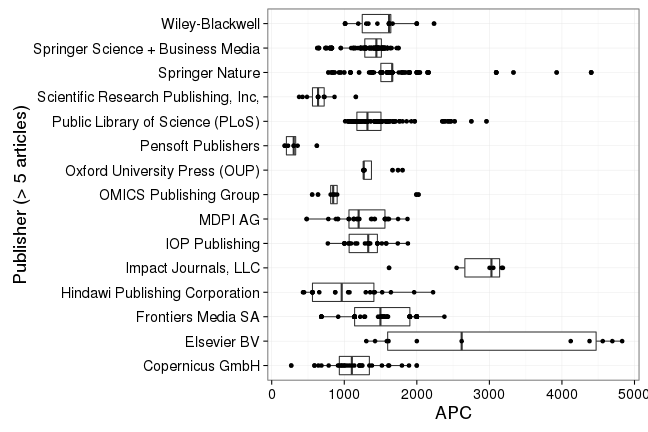 Publisher (> 5 articles)
Wiley-Blackwell
Springer Science + Business Media
Springer Nature
Scientific Research Publishing, Inc,
Public Library of Science (PLoS)
Pensoft Publishers
Oxford University Press (OUP)
OMICS Publishing Group
MDPI AG
IOP Publishing
Impact Journals, LLC
Hindawi Publishing Corporation
Frontiers Media SA
Elsevier BV
Copernicus GmbH
0 1000 2000 3000 4000 5000
APC